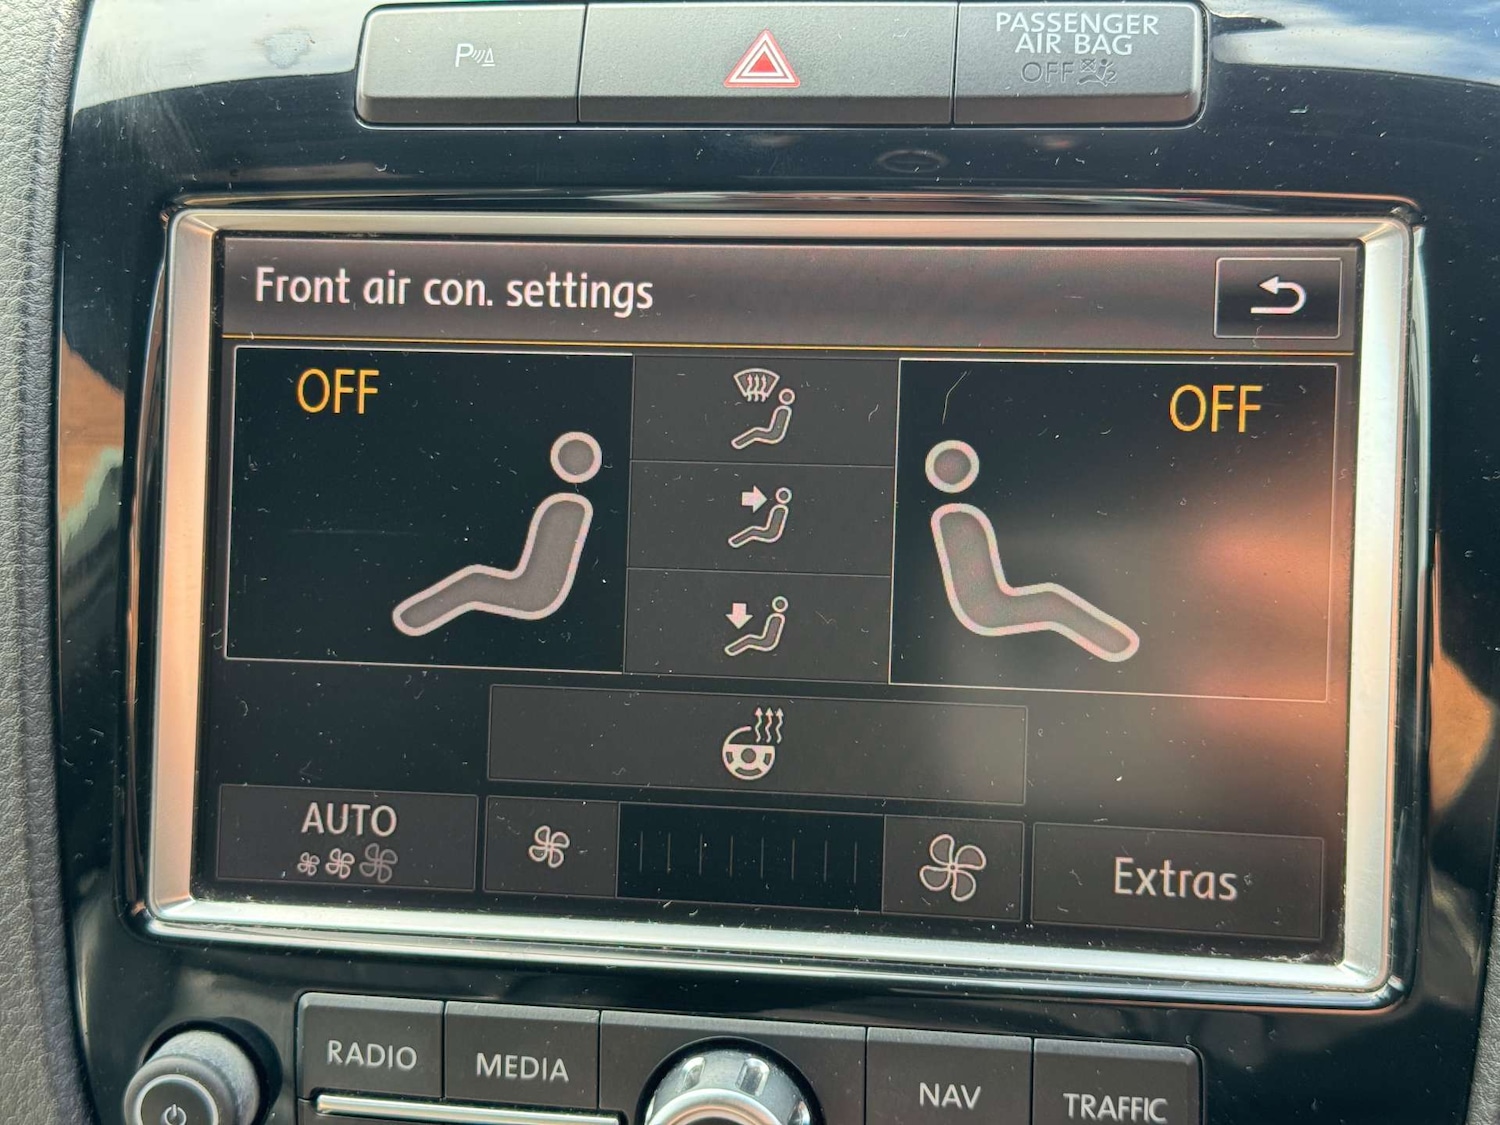 P
PASSENGER
AIR BAG
OFF
Front air con. settings
OFF
OFF
AUTO
Extras
RADIO
MEDIA
NAV
TRAFFIC